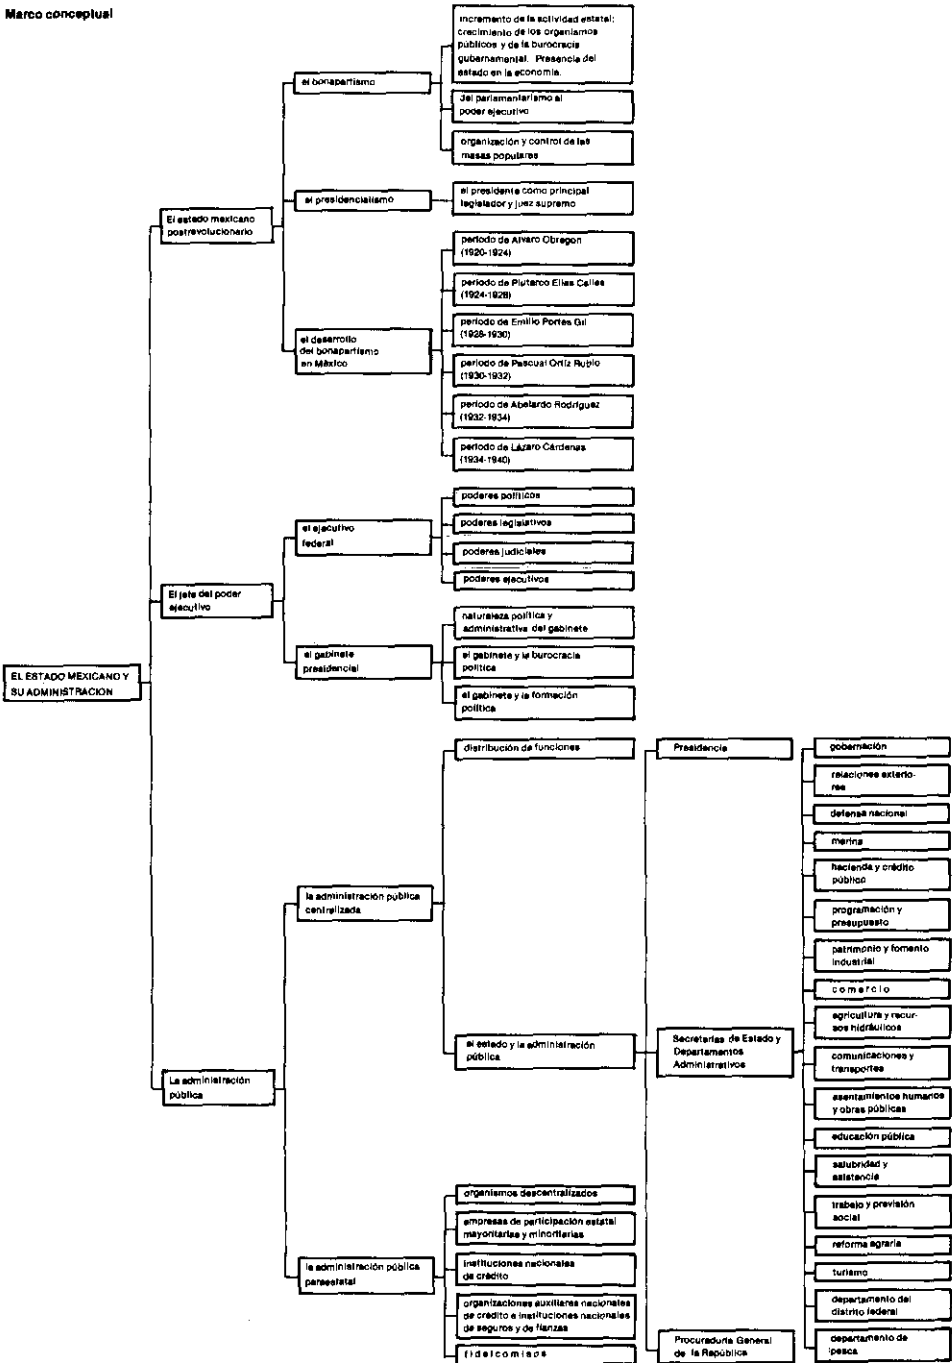 Marco conceptual
incremento de la actividad estatal:
crecimiento de los organismos
públicos y de la burocracia
gubernamental. Presencia del
estado en la economía.
el bonapartismo
del parlamentarismo al
poder ejecutivo
organización y control de las
masas populares
el presidencialismo
el presidente como principal
legislador y juez supremo
El estado mexicano
postrevolucionario
período de Alvaro Obregon
(1920-1924)
período de Plutarco Elías Calles
(1924-1928)
período de Emilio Portes Gil
(1928-1930)
el desarrollo
del bonapartismo
en México
período de Pascual Ortíz Rubio
(1930-1932)
período de Abelardo Rodríguez
(1932-1934)
período de Lázaro Cárdenas
(1934-1940)
poderes políticos
el ejecutivo
federal
poderes legislativos
poderes judiciales
poderes ejecutivos
El jefe del poder
ejecutivo
naturaleza política y
administrativa del gabinete
el gabinete
presidencial
el gabinete y la burocracia
política
el gabinete y la formación
política
EL ESTADO MEXICANO Y
SU ADMINISTRACION
distribución de funciones
Presidencia
gobernación
relaciones exterio-
res
defensa nacional
marina
hacienda y crédito
público
la administración pública
centralizada
programación y
presupuesto
patrimonio y fomento
industrial
comercio
agricultura y recur-
sos hidráulicos
el estado y la administración
pública
Secretarías de Estado y
Departamentos
Administrativos
comunicaciones y
transportes
La administración
pública
asentamientos humanos
y obras públicas
educación pública
salubridad y
asistencia
organismos descentralizados
trabajo y previsión
social
empresas de participación estatal
mayoritarias y minoritarias
reforma agraria
la administración pública
paraestatal
instituciones nacionales
de crédito
turismo
organizaciones auxiliares nacionales
de crédito e instituciones nacionales
de seguros y de fianzas
departamento del
distrito federal
fideicomisos
Procuraduría General
de la República
departamento de
pesca